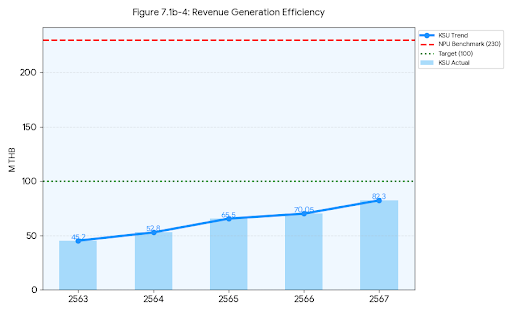 Figure 7.1b-4: Revenue Generation Efficiency
KSU Trend
NPU Benchmark (230)
Target (100)
KSU Actual
M THB
200
150
100
50
0
45.2
52.8
65.5
70.05
82.3
2563
2564
2565
2566
2567